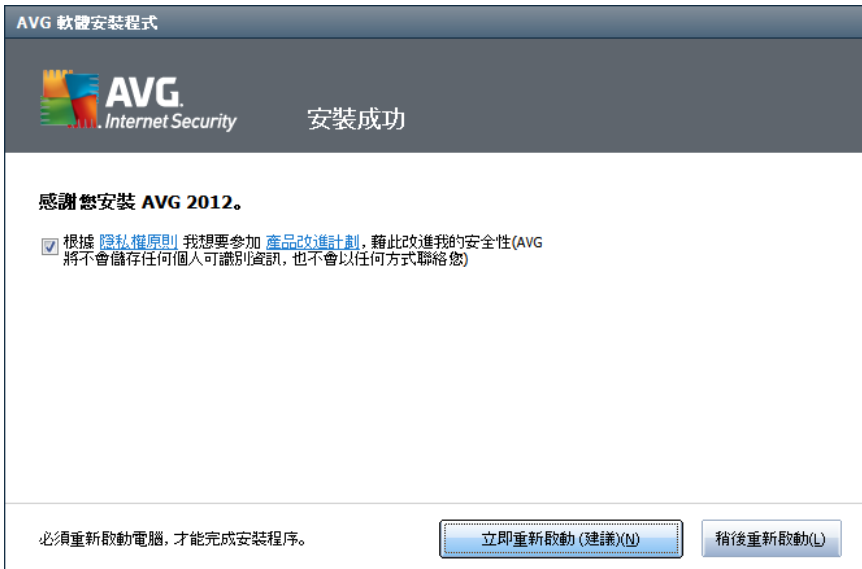 AVG 軟體安裝程式
AVG.
Internet Security
安裝成功
感謝您安裝 AVG 2012。
根據 隱私權原則 我想要参加 產品改進計劃, 藉此改進我的安全性(AVG
將不會儲存任何個人可識別資訊, 也不會以任何方式聯絡您)
必須重新啟動電腦, 才能完成安裝程序。
立即重新啟動 (建議)(N)
稍後重新啟動(L)